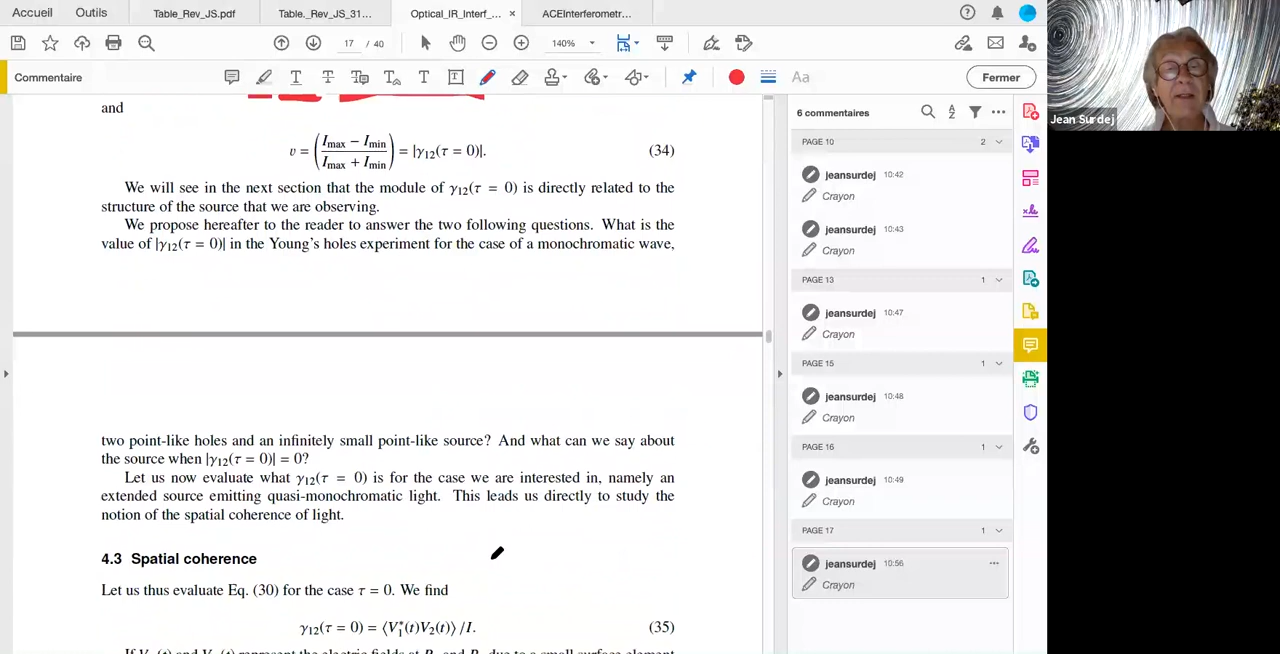 Accueil
Outils
Table_Rev_JS.pdf
Table._Rev_JS_31...
Optical_IR_Interf_... ×
ACEInterferometr...
17 / 40
140%
Commentaire
Aa
Fermer
and
v = (Imax − Imin / Imax + Imin) = |γ12(τ = 0)|. (34)
We will see in the next section that the module of γ12(τ = 0) is directly related to the
structure of the source that we are observing.
We propose hereafter to the reader to answer the two following questions. What is the
value of |γ12(τ = 0)| in the Young's holes experiment for the case of a monochromatic wave,
two point-like holes and an infinitely small point-like source? And what can we say about
the source when |γ12(τ = 0)| = 0?
Let us now evaluate what γ12(τ = 0) is for the case we are interested in, namely an
extended source emitting quasi-monochromatic light. This leads us directly to study the
notion of the spatial coherence of light.
4.3 Spatial coherence
Let us thus evaluate Eq. (30) for the case τ = 0. We find
γ12(τ = 0) = ⟨V1*(t)V2(t)⟩ /I. (35)
6 commentaires
PAGE 10 2
jeansurdej 10:42
Crayon
jeansurdej 10:43
Crayon
PAGE 13 1
jeansurdej 10:47
Crayon
PAGE 15 1
jeansurdej 10:48
Crayon
PAGE 16 1
jeansurdej 10:49
Crayon
PAGE 17 1
jeansurdej 10:56 ...
Crayon
Jean Surdej